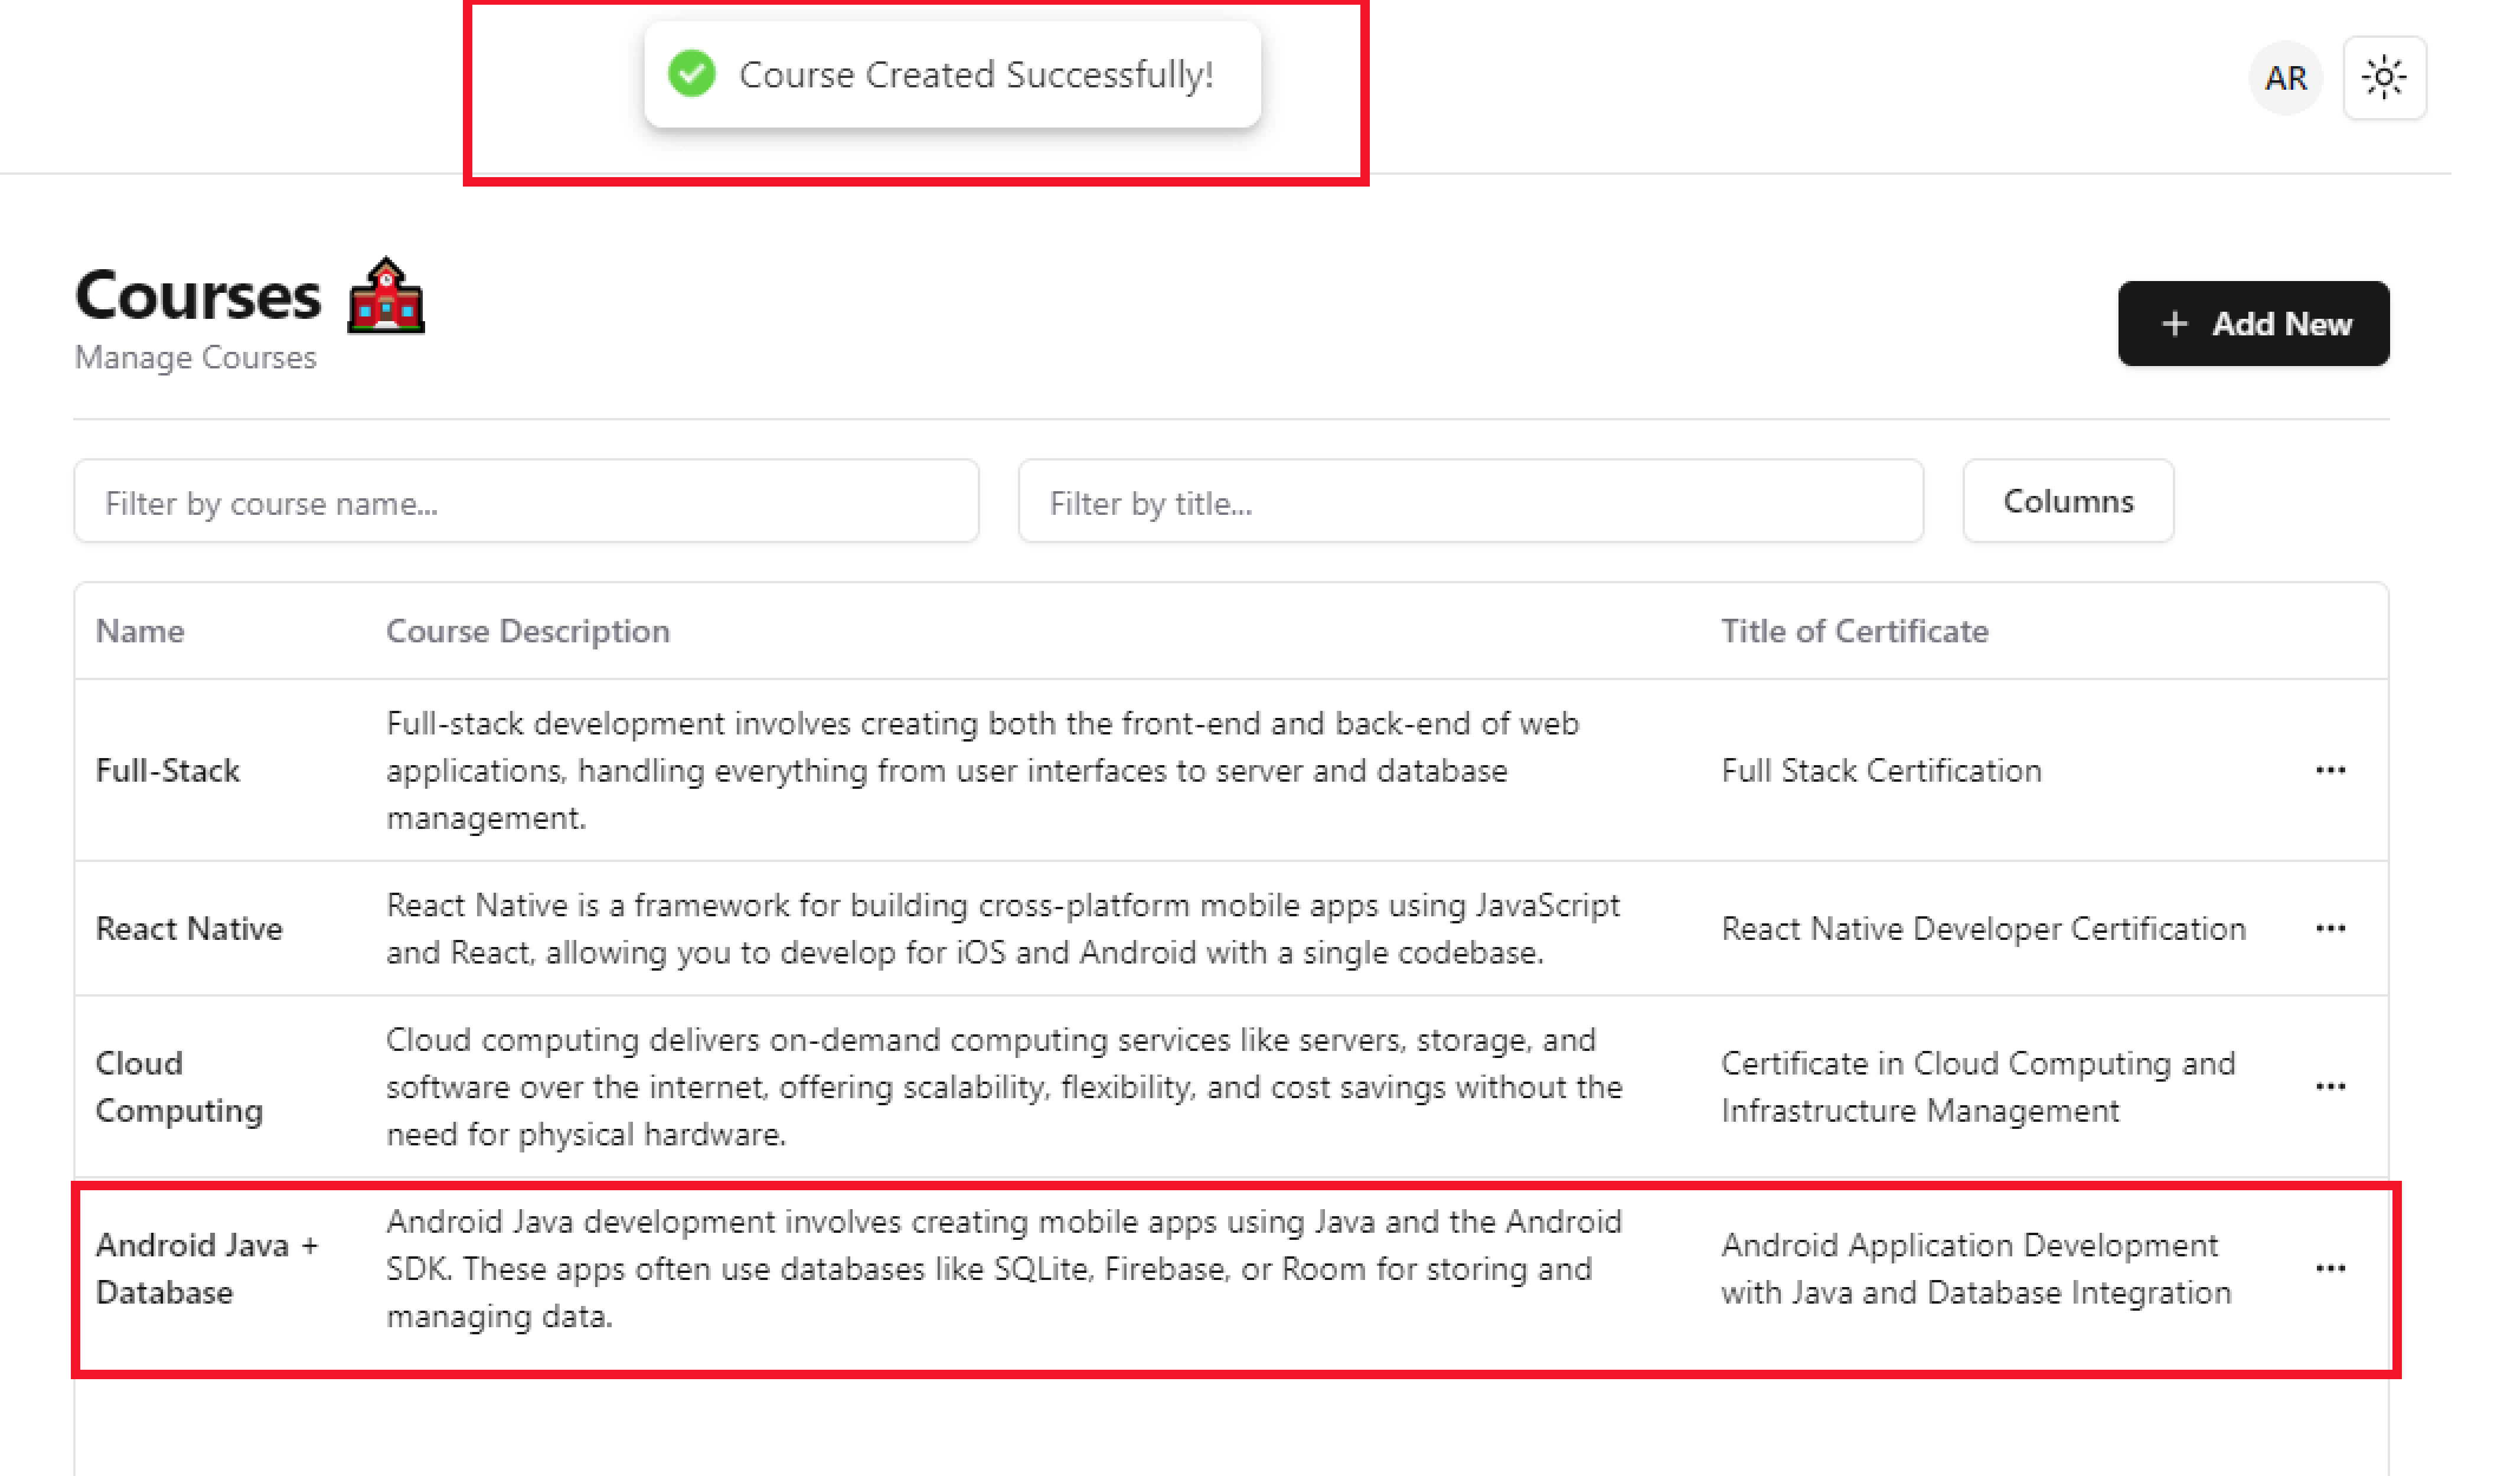 Course Created Successfully!
AR
Courses
Manage Courses
+ Add New
Filter by course name...
Filter by title...
Columns
Name
Course Description
Title of Certificate
Full-Stack
Full-stack development involves creating both the front-end and back-end of web
applications, handling everything from user interfaces to server and database
management.
Full Stack Certification
React Native
React Native is a framework for building cross-platform mobile apps using JavaScript
and React, allowing you to develop for iOS and Android with a single codebase.
React Native Developer Certification
Cloud
Computing
Cloud computing delivers on-demand computing services like servers, storage, and
software over the internet, offering scalability, flexibility, and cost savings without the
need for physical hardware.
Certificate in Cloud Computing and
Infrastructure Management
Android Java +
Database
Android Java development involves creating mobile apps using Java and the Android
SDK. These apps often use databases like SQLite, Firebase, or Room for storing and
managing data.
Android Application Development
with Java and Database Integration